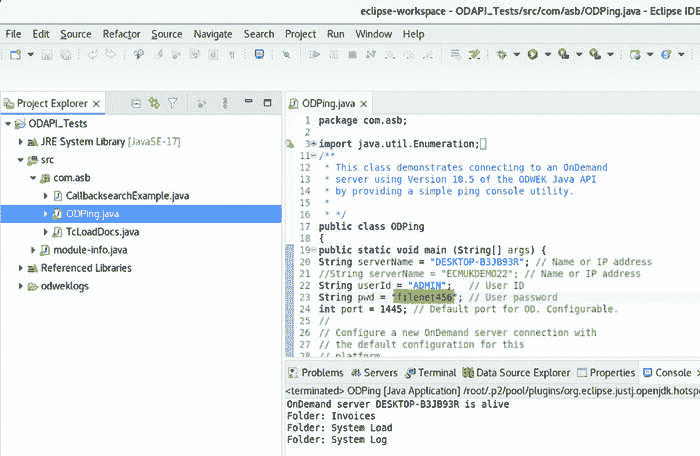 eclipse-workspace - ODAPI_Tests/src/com/asb/ODPing.java - Eclipse IDE
File Edit Source Refactor Source Navigate Search Project Run Window Help
Project Explorer
ODAPI_Tests
JRE System Library [JavaSE-17]
src
com.asb
CallbacksearchExample.java
ODPing.java
TcLoadDocs.java
module-info.java
Referenced Libraries
odweklogs
ODPing.java
1 package com.asb;
2
3 import java.util.Enumeration;
11 /**
12 * This class demonstrates connecting to an OnDemand
13 * server using Version 10.5 of the ODWEK Java API
14 * by providing a simple ping console utility.
15 *
16 * */
17 public class ODPing
18 {
19 public static void main (String[] args) {
20 String serverName = "DESKTOP-B3JB93R"; // Name or IP address
21 //String serverName = "ECMUKDEMO22"; // Name or IP address
22 String userId = "ADMIN"; // User ID
23 String pwd = "filenet456"; // User password
24 int port = 1445; // Default port for OD. Configurable.
25 //
26 // Configure a new OnDemand server connection with
27 // the default configuration for this
28 // platform
Problems Servers Terminal Data Source Explorer Properties Console
<terminated> ODPing [Java Application] /root/.p2/pool/plugins/org.eclipse.justj.openjdk.hotsp
OnDemand server DESKTOP-B3JB93R is alive
Folder: Invoices
Folder: System Load
Folder: System Log